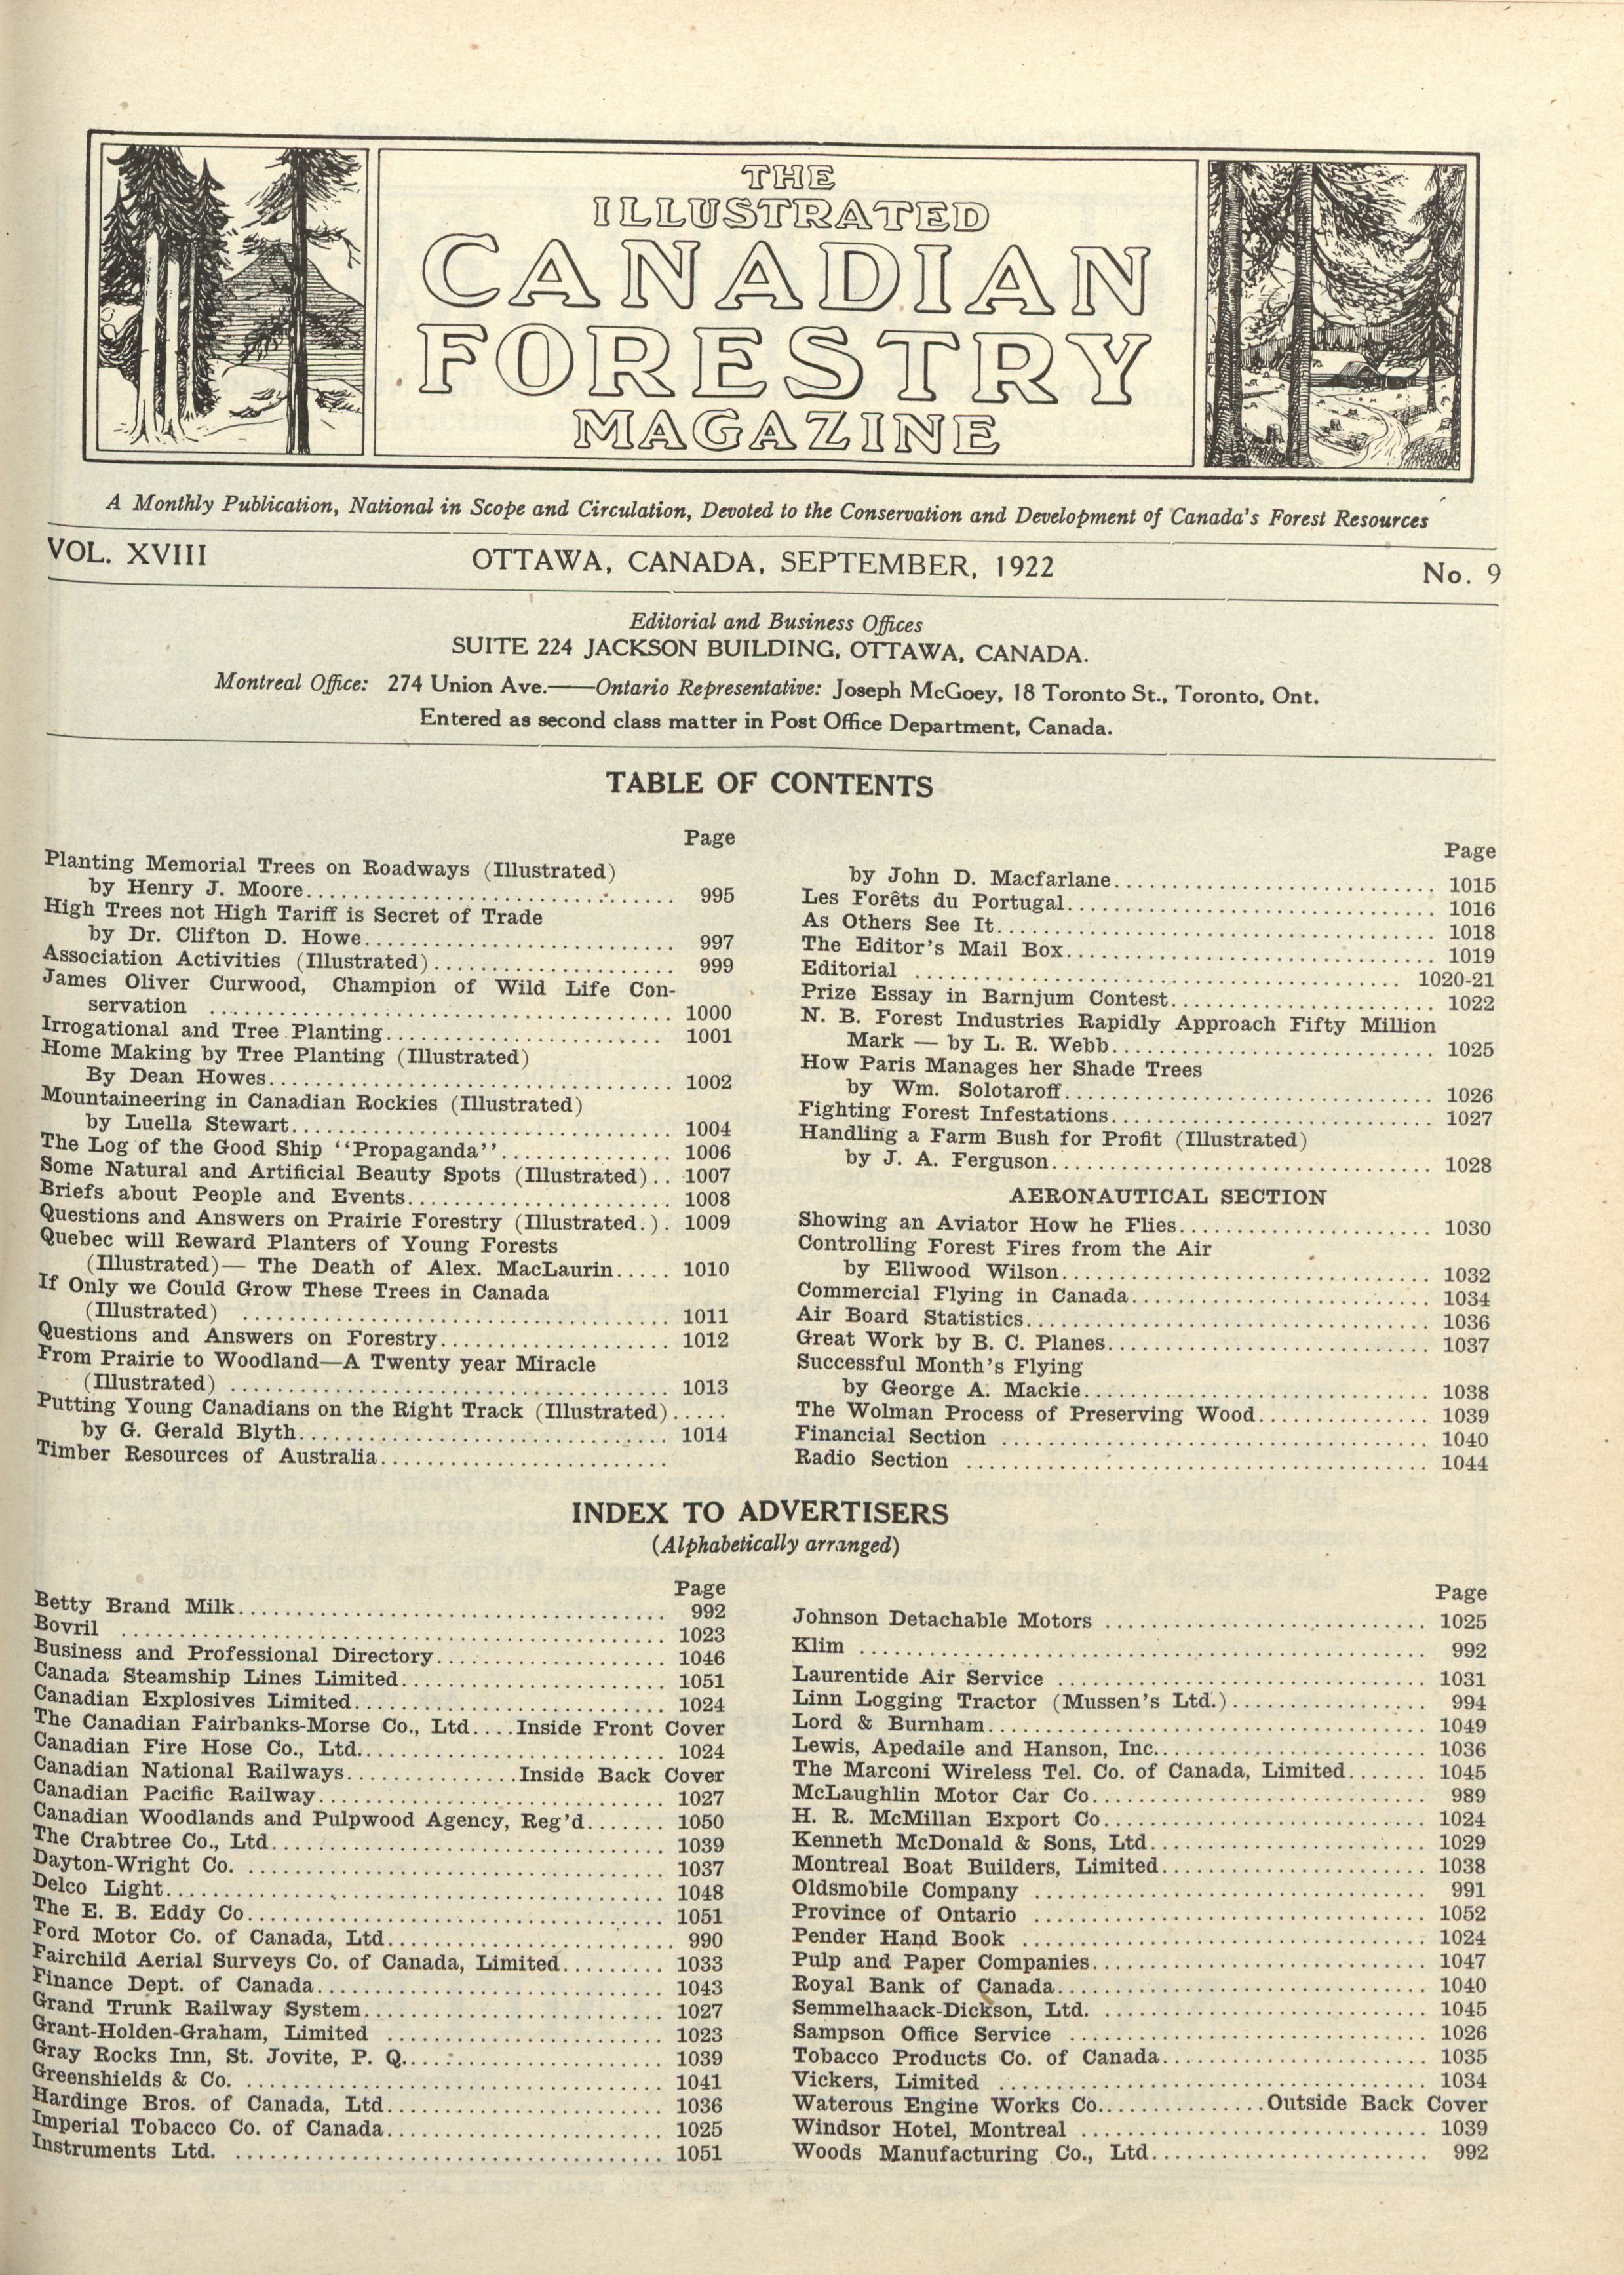 THE
ILLUSTRATED
CANADIAN
FORESTRY
MAGAZINE
A Monthly Publication, National in Scope and Circulation, Devoted to the Conservation and Development of Canada's Forest Resources
VOL. XVIII OTTAWA, CANADA, SEPTEMBER, 1922 No. 9
Editorial and Business Offices
SUITE 224 JACKSON BUILDING, OTTAWA, CANADA.
Montreal Office: 274 Union Ave.——Ontario Representative: Joseph McGoey, 18 Toronto St., Toronto, Ont.
Entered as second class matter in Post Office Department, Canada.
TABLE OF CONTENTS
Page
Planting Memorial Trees on Roadways (Illustrated)
by Henry J. Moore.................................... 995
High Trees not High Tariff is Secret of Trade
by Dr. Clifton D. Howe............................ 997
Association Activities (Illustrated)...................... 999
James Oliver Curwood, Champion of Wild Life Con-
servation .......................................... 1000
Irrogational and Tree Planting......................... 1001
Home Making by Tree Planting (Illustrated)
By Dean Howes.................................... 1002
Mountaineering in Canadian Rockies (Illustrated)
by Luella Stewart.................................. 1004
The Log of the Good Ship ‘‘Propaganda’’............... 1006
Some Natural and Artificial Beauty Spots (Illustrated).. 1007
Briefs about People and Events....................... 1008
Questions and Answers on Prairie Forestry (Illustrated.). 1009
Quebec will Reward Planters of Young Forests
(Illustrated)— The Death of Alex. MacLaurin..... 1010
If Only we Could Grow These Trees in Canada
(Illustrated) ...................................... 1011
Questions and Answers on Forestry.................... 1012
From Prairie to Woodland—A Twenty year Miracle
(Illustrated) ....................................... 1013
Putting Young Canadians on the Right Track (Illustrated).....
by G. Gerald Blyth................................. 1014
Timber Resources of Australia..........................
Page
by John D. Macfarlane............................. 1015
Les Forêts du Portugal................................. 1016
As Others See It....................................... 1018
The Editor's Mail Box................................. 1019
Editorial ........................................... 1020-21
Prize Essay in Barnjum Contest........................ 1022
N. B. Forest Industries Rapidly Approach Fifty Million
Mark — by L. R. Webb............................. 1025
How Paris Manages her Shade Trees
by Wm. Solotaroff................................. 1026
Fighting Forest Infestations............................. 1027
Handling a Farm Bush for Profit (Illustrated)
by J. A. Ferguson.................................. 1028
AERONAUTICAL SECTION
Showing an Aviator How he Flies....................... 1030
Controlling Forest Fires from the Air
by Ellwood Wilson................................. 1032
Commercial Flying in Canada........................... 1034
Air Board Statistics.................................... 1036
Great Work by B. C. Planes............................ 1037
Successful Month's Flying
by George A. Mackie............................... 1038
The Wolman Process of Preserving Wood............... 1039
Financial Section ...................................... 1040
Radio Section ......................................... 1044
INDEX TO ADVERTISERS
(Alphabetically arranged)
Page
Betty Brand Milk...................................... 992
Bovril ................................................ 1023
Business and Professional Directory..................... 1046
Canada Steamship Lines Limited........................ 1051
Canadian Explosives Limited............................ 1024
The Canadian Fairbanks-Morse Co., Ltd....Inside Front Cover
Canadian Fire Hose Co., Ltd............................ 1024
Canadian National Railways...............Inside Back Cover
Canadian Pacific Railway............................... 1027
Canadian Woodlands and Pulpwood Agency, Reg'd....... 1050
The Crabtree Co., Ltd.................................. 1039
Dayton-Wright Co. .................................... 1037
Delco Light........................................... 1048
The E. B. Eddy Co..................................... 1051
Ford Motor Co. of Canada, Ltd......................... 990
Fairchild Aerial Surveys Co. of Canada, Limited......... 1033
Finance Dept. of Canada............................... 1043
Grand Trunk Railway System........................... 1027
Grant-Holden-Graham, Limited ........................ 1023
Gray Rocks Inn, St. Jovite, P. Q....................... 1039
Greenshields & Co. .................................... 1041
Hardinge Bros. of Canada, Ltd......................... 1036
Imperial Tobacco Co. of Canada......................... 1025
Instruments Ltd. ...................................... 1051
Page
Johnson Detachable Motors ............................ 1025
Klim ................................................. 992
Laurentide Air Service ................................ 1031
Linn Logging Tractor (Mussen's Ltd.)................. 994
Lord & Burnham....................................... 1049
Lewis, Apedaile and Hanson, Inc........................ 1036
The Marconi Wireless Tel. Co. of Canada, Limited....... 1045
McLaughlin Motor Car Co............................... 989
H. R. McMillan Export Co.............................. 1024
Kenneth McDonald & Sons, Ltd......................... 1029
Montreal Boat Builders, Limited........................ 1038
Oldsmobile Company .................................. 991
Province of Ontario ................................... 1052
Pender Hand Book .................................... 1024
Pulp and Paper Companies.............................. 1047
Royal Bank of Canada.................................. 1040
Semmelhaack-Dickson, Ltd. ............................. 1045
Sampson Office Service ................................ 1026
Tobacco Products Co. of Canada........................ 1035
Vickers, Limited ...................................... 1034
Waterous Engine Works Co...............Outside Back Cover
Windsor Hotel, Montreal ............................... 1039
Woods Manufacturing Co., Ltd......................... 992